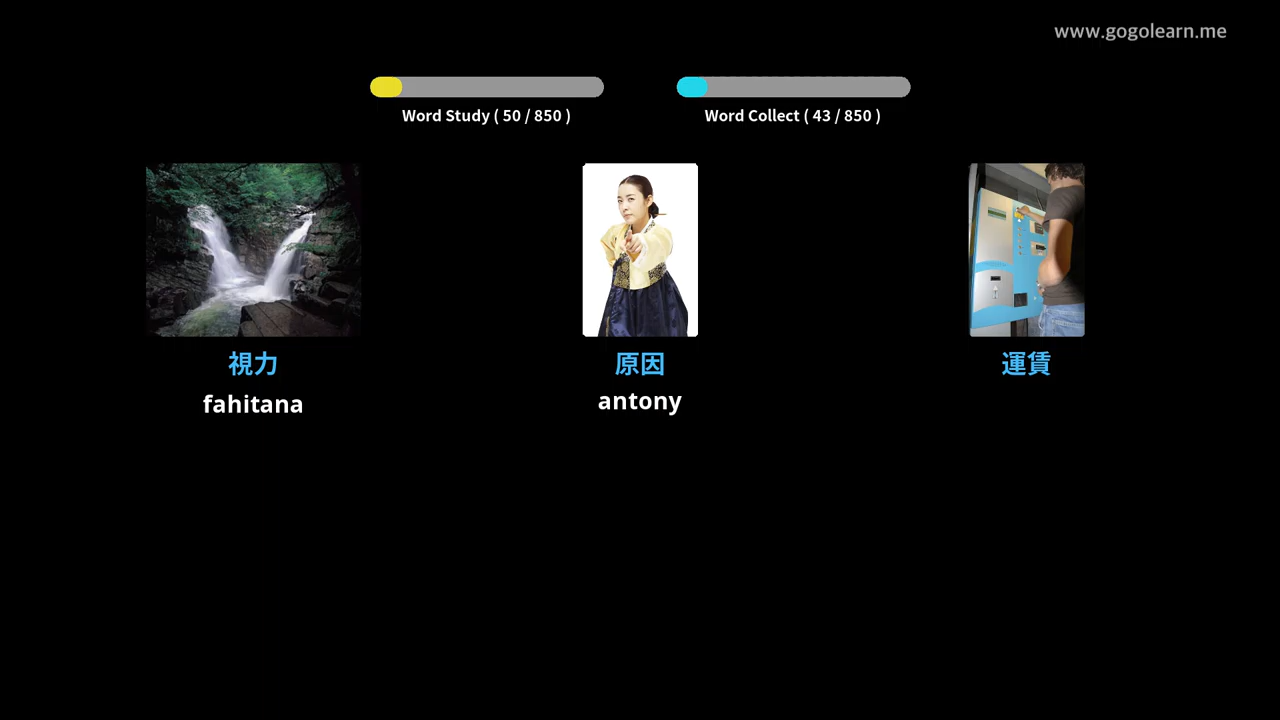 www.gogolearn.me
Word Study ( 50 / 850 )
Word Collect ( 43 / 850 )
視力
原因
運賃
fahitana
antony